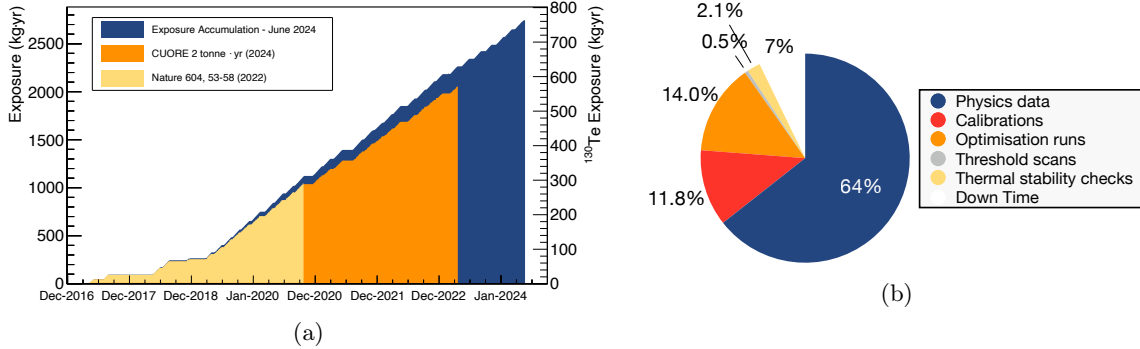 Exposure (kg·yr)
2500
2000
1500
1000
500
0
Exposure Accumulation - June 2024
CUORE 2 tonne · yr (2024)
Nature 604, 53-58 (2022)
800
700
600
500
400
300
200
100
0
¹³⁰Te Exposure (kg·yr)
Dec-2016 Dec-2017 Dec-2018 Jan-2020 Dec-2020 Dec-2021 Dec-2022 Jan-2024
(a)
2.1%
0.5%
7%
14.0%
11.8%
64%
Physics data
Calibrations
Optimisation runs
Threshold scans
Thermal stability checks
Down Time
(b)